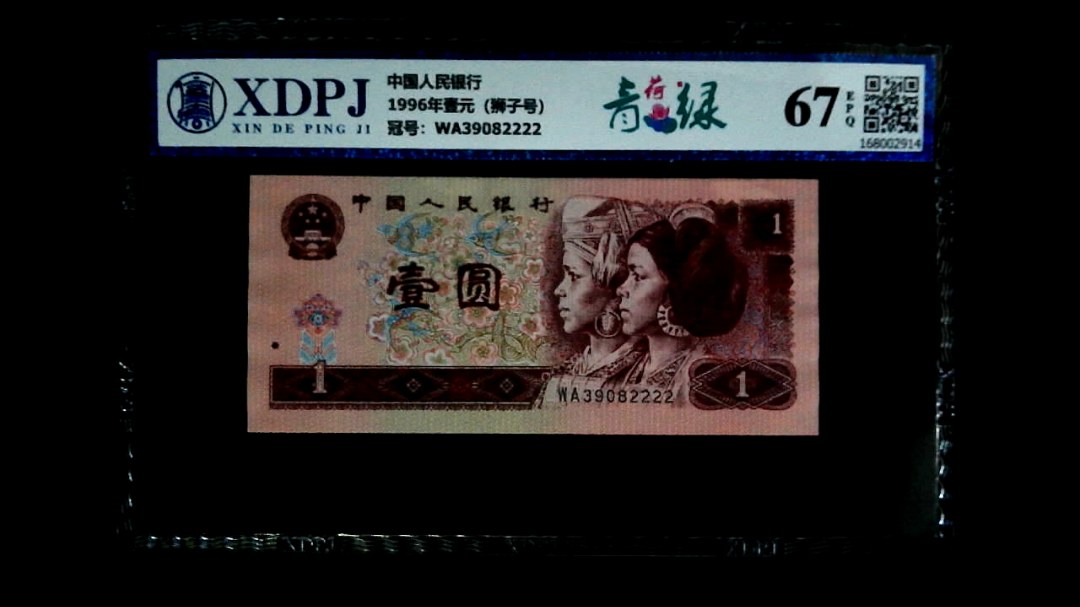 XDPJ
XIN DE PING JI
中国人民银行
1996年壹元（狮子号）
冠号：WA39082222
青荷绿
67
EPQ
168002914
中国人民银行
1
壹圆
1
1
WA39082222